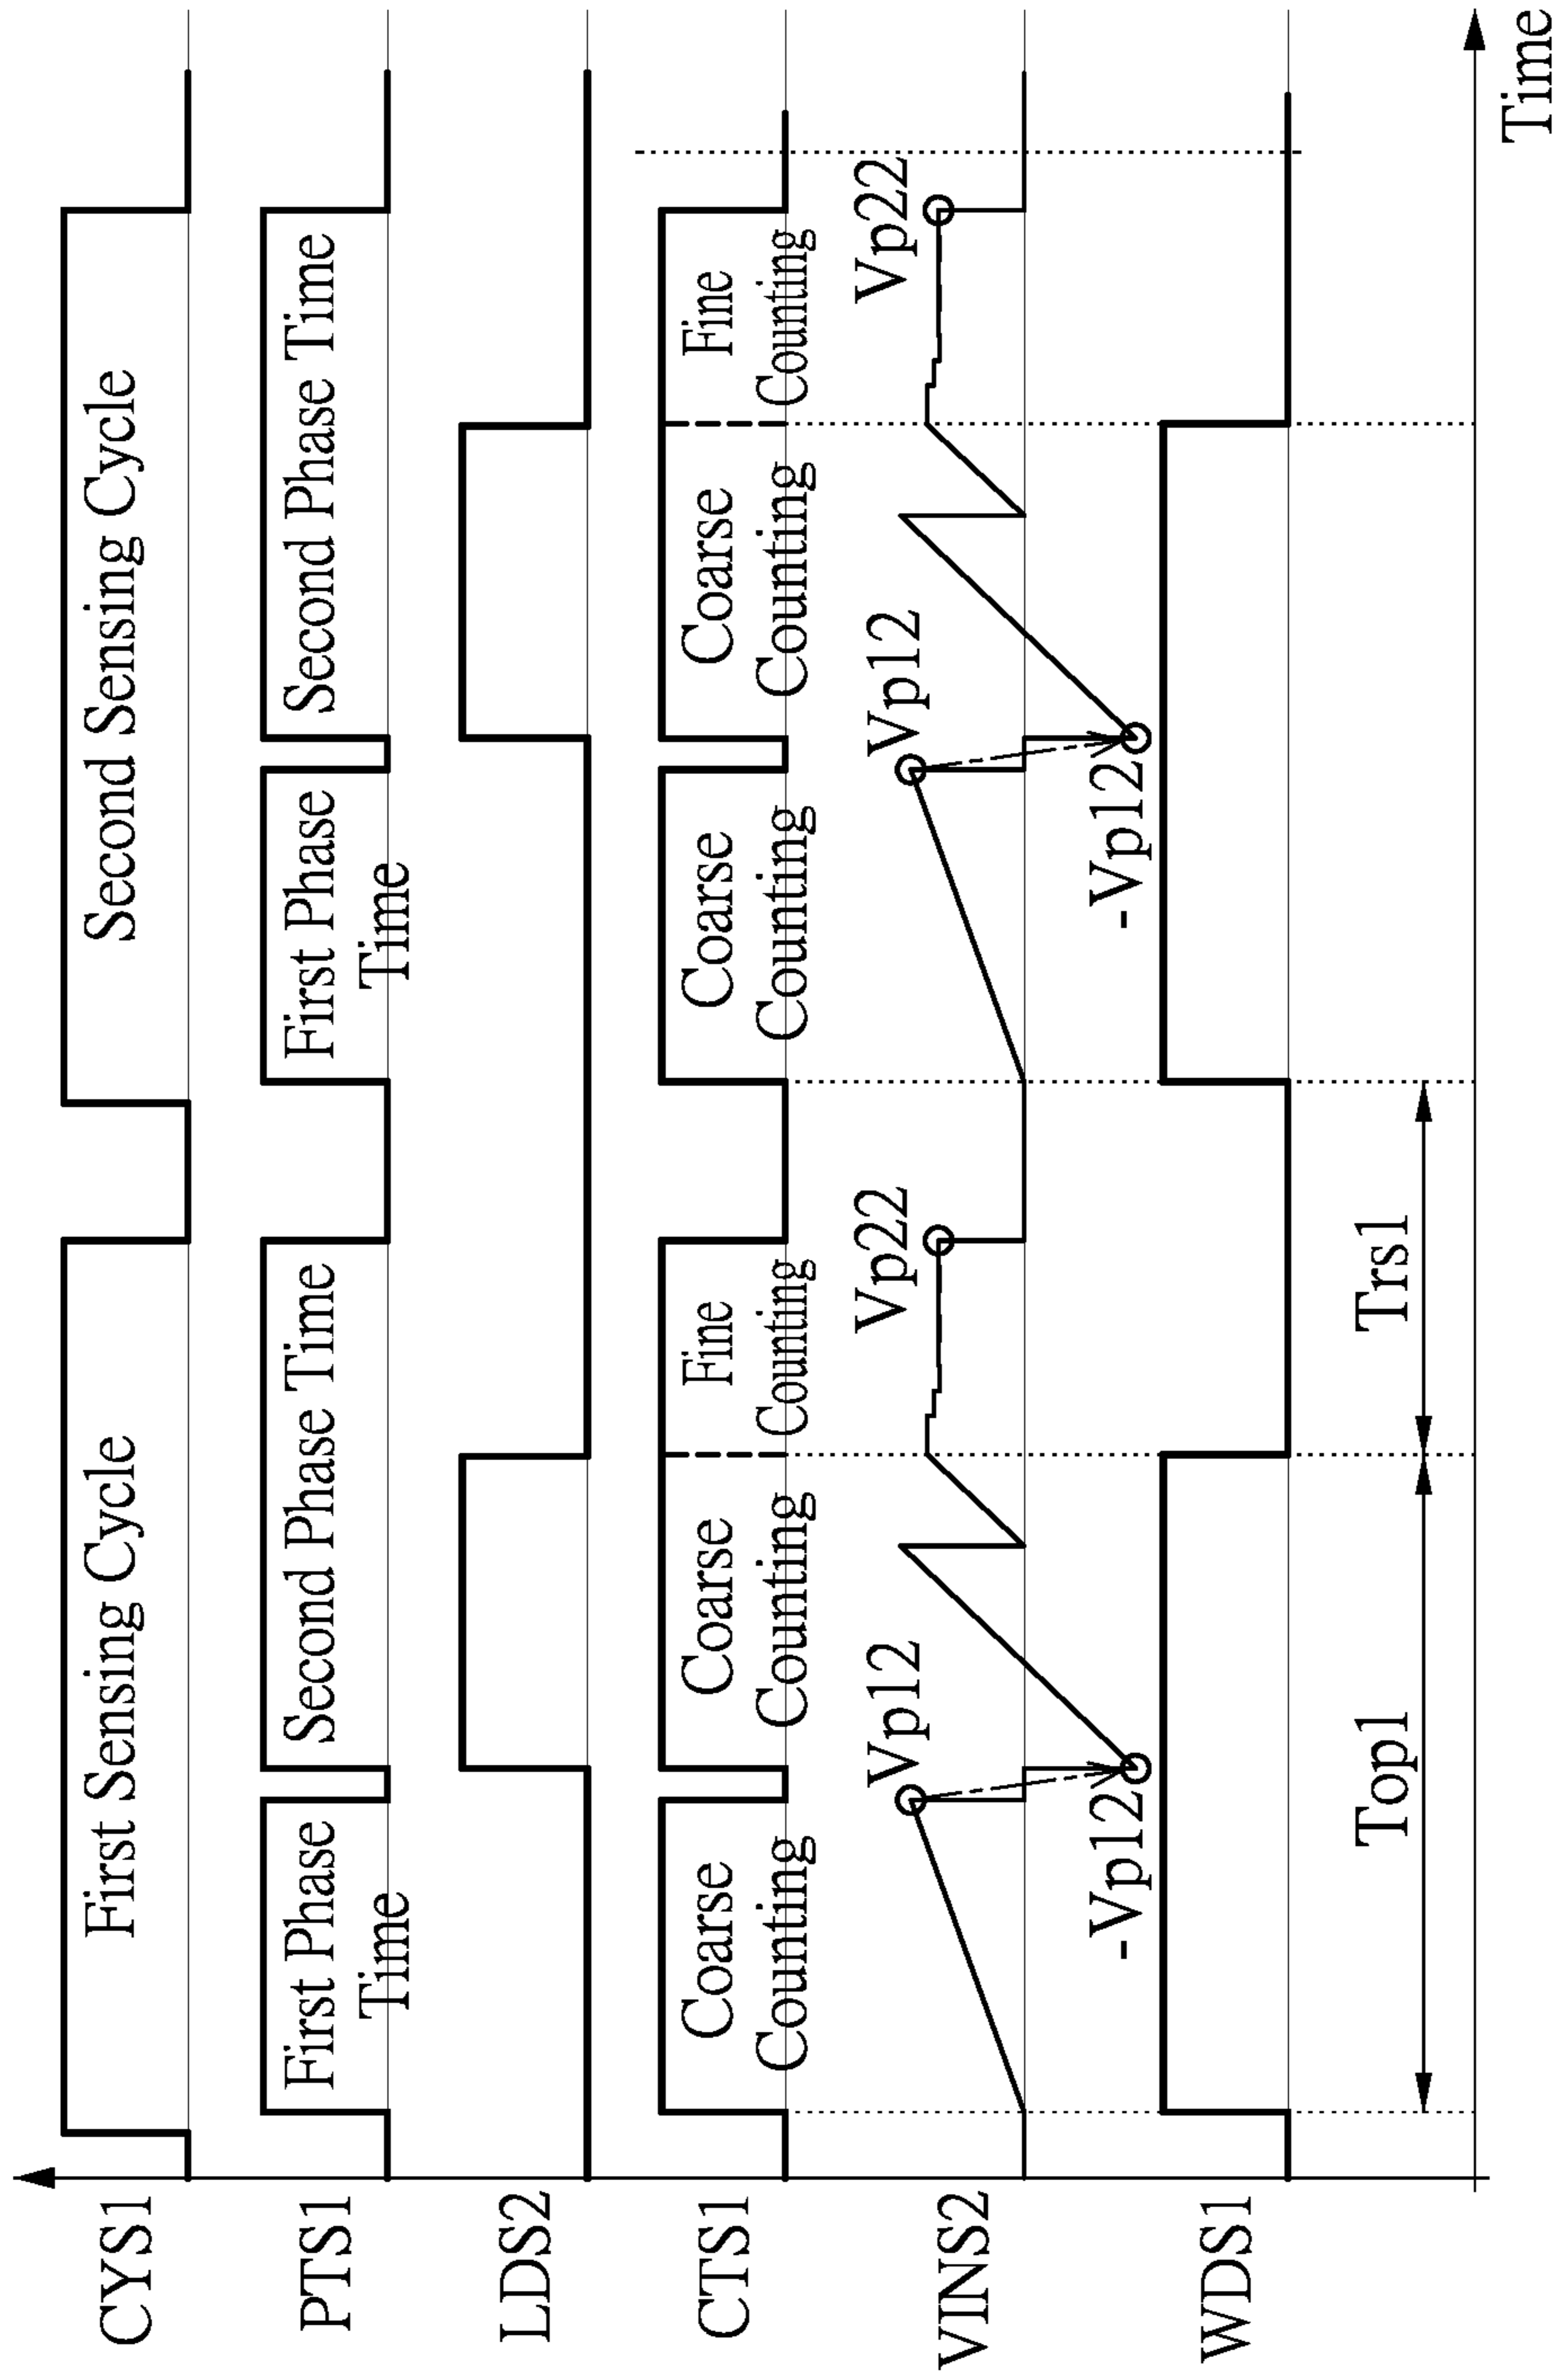 CYS1
First Sensing Cycle
Second Sensing Cycle
PTS1
First Phase
Time
Second Phase Time
First Phase
Time
Second Phase Time
LDS2
CTS1
Coarse
Counting
Coarse
Counting
Fine
Counting
Coarse
Counting
Coarse
Counting
Fine
Counting
VINS2
Vp12
-Vp12
Vp22
Vp12
-Vp12
Vp22
WDS1
Top1
Trs1
Time